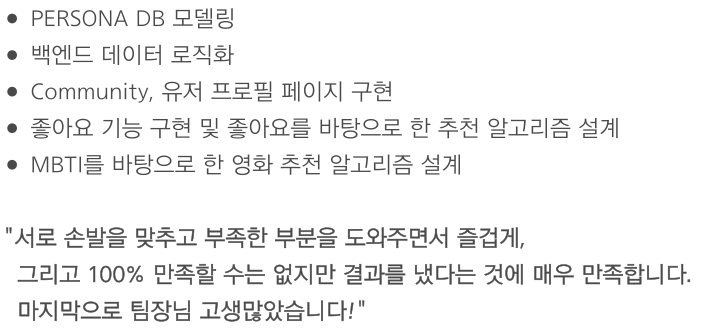 • PERSONA DB 모델링
• 백엔드 데이터 로직화
• Community, 유저 프로필 페이지 구현
• 좋아요 기능 구현 및 좋아요를 바탕으로 한 추천 알고리즘 설계
• MBTI를 바탕으로 한 영화 추천 알고리즘 설계
"서로 손발을 맞추고 부족한 부분을 도와주면서 즐겁게,
그리고 100% 만족할 수는 없지만 결과를 냈다는 것에 매우 만족합니다.
마지막으로 팀장님 고생많았습니다!"